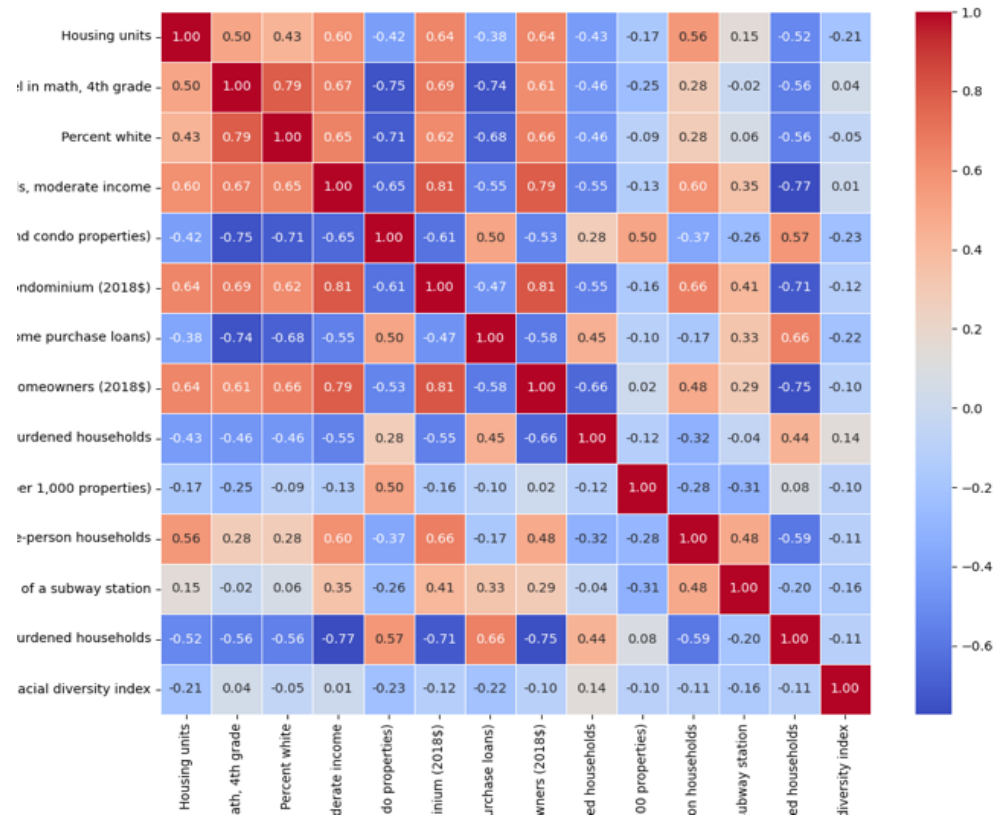 Housing units 1.00 0.50 0.43 0.60 -0.42 0.64 -0.38 0.64 -0.43 -0.17 0.56 0.15 -0.52 -0.21
el in math, 4th grade 0.50 1.00 0.79 0.67 -0.75 0.69 -0.74 0.61 -0.46 -0.25 0.28 -0.02 -0.56 0.04
Percent white 0.43 0.79 1.00 0.65 -0.71 0.62 -0.68 0.66 -0.46 -0.09 0.28 0.06 -0.56 -0.05
s, moderate income 0.60 0.67 0.65 1.00 -0.65 0.81 -0.55 0.79 -0.55 -0.13 0.60 0.35 -0.77 0.01
nd condo properties) -0.42 -0.75 -0.71 -0.65 1.00 -0.61 0.50 -0.53 0.28 0.50 -0.37 -0.26 0.57 -0.23
ondominium (2018$) 0.64 0.69 0.62 0.81 -0.61 1.00 -0.47 0.81 -0.55 -0.16 0.66 0.41 -0.71 -0.12
ome purchase loans) -0.38 -0.74 -0.68 -0.55 0.50 -0.47 1.00 -0.58 0.45 -0.10 -0.17 0.33 0.66 -0.22
omeowners (2018$) 0.64 0.61 0.66 0.79 -0.53 0.81 -0.58 1.00 -0.66 0.02 0.48 0.29 -0.75 -0.10
urdened households -0.43 -0.46 -0.46 -0.55 0.28 -0.55 0.45 -0.66 1.00 -0.12 -0.32 -0.04 0.44 0.14
er 1,000 properties) -0.17 -0.25 -0.09 -0.13 0.50 -0.16 -0.10 0.02 -0.12 1.00 -0.28 -0.31 0.08 -0.10
e-person households 0.56 0.28 0.28 0.60 -0.37 0.66 -0.17 0.48 -0.32 -0.28 1.00 0.48 -0.59 -0.11
of a subway station 0.15 -0.02 0.06 0.35 -0.26 0.41 0.33 0.29 -0.04 -0.31 0.48 1.00 -0.20 -0.16
urdened households -0.52 -0.56 -0.56 -0.77 0.57 -0.71 0.66 -0.75 0.44 0.08 -0.59 -0.20 1.00 -0.11
acial diversity index -0.21 0.04 -0.05 0.01 -0.23 -0.12 -0.22 -0.10 0.14 -0.10 -0.11 -0.16 -0.11 1.00
Housing units
ath, 4th grade
Percent white
derate income
do properties)
inium (2018$)
urchase loans)
wners (2018$)
ed households
00 properties)
on households
ubway station
ed households
diversity index
1.0
0.8
0.6
0.4
0.2
0.0
−0.2
−0.4
−0.6